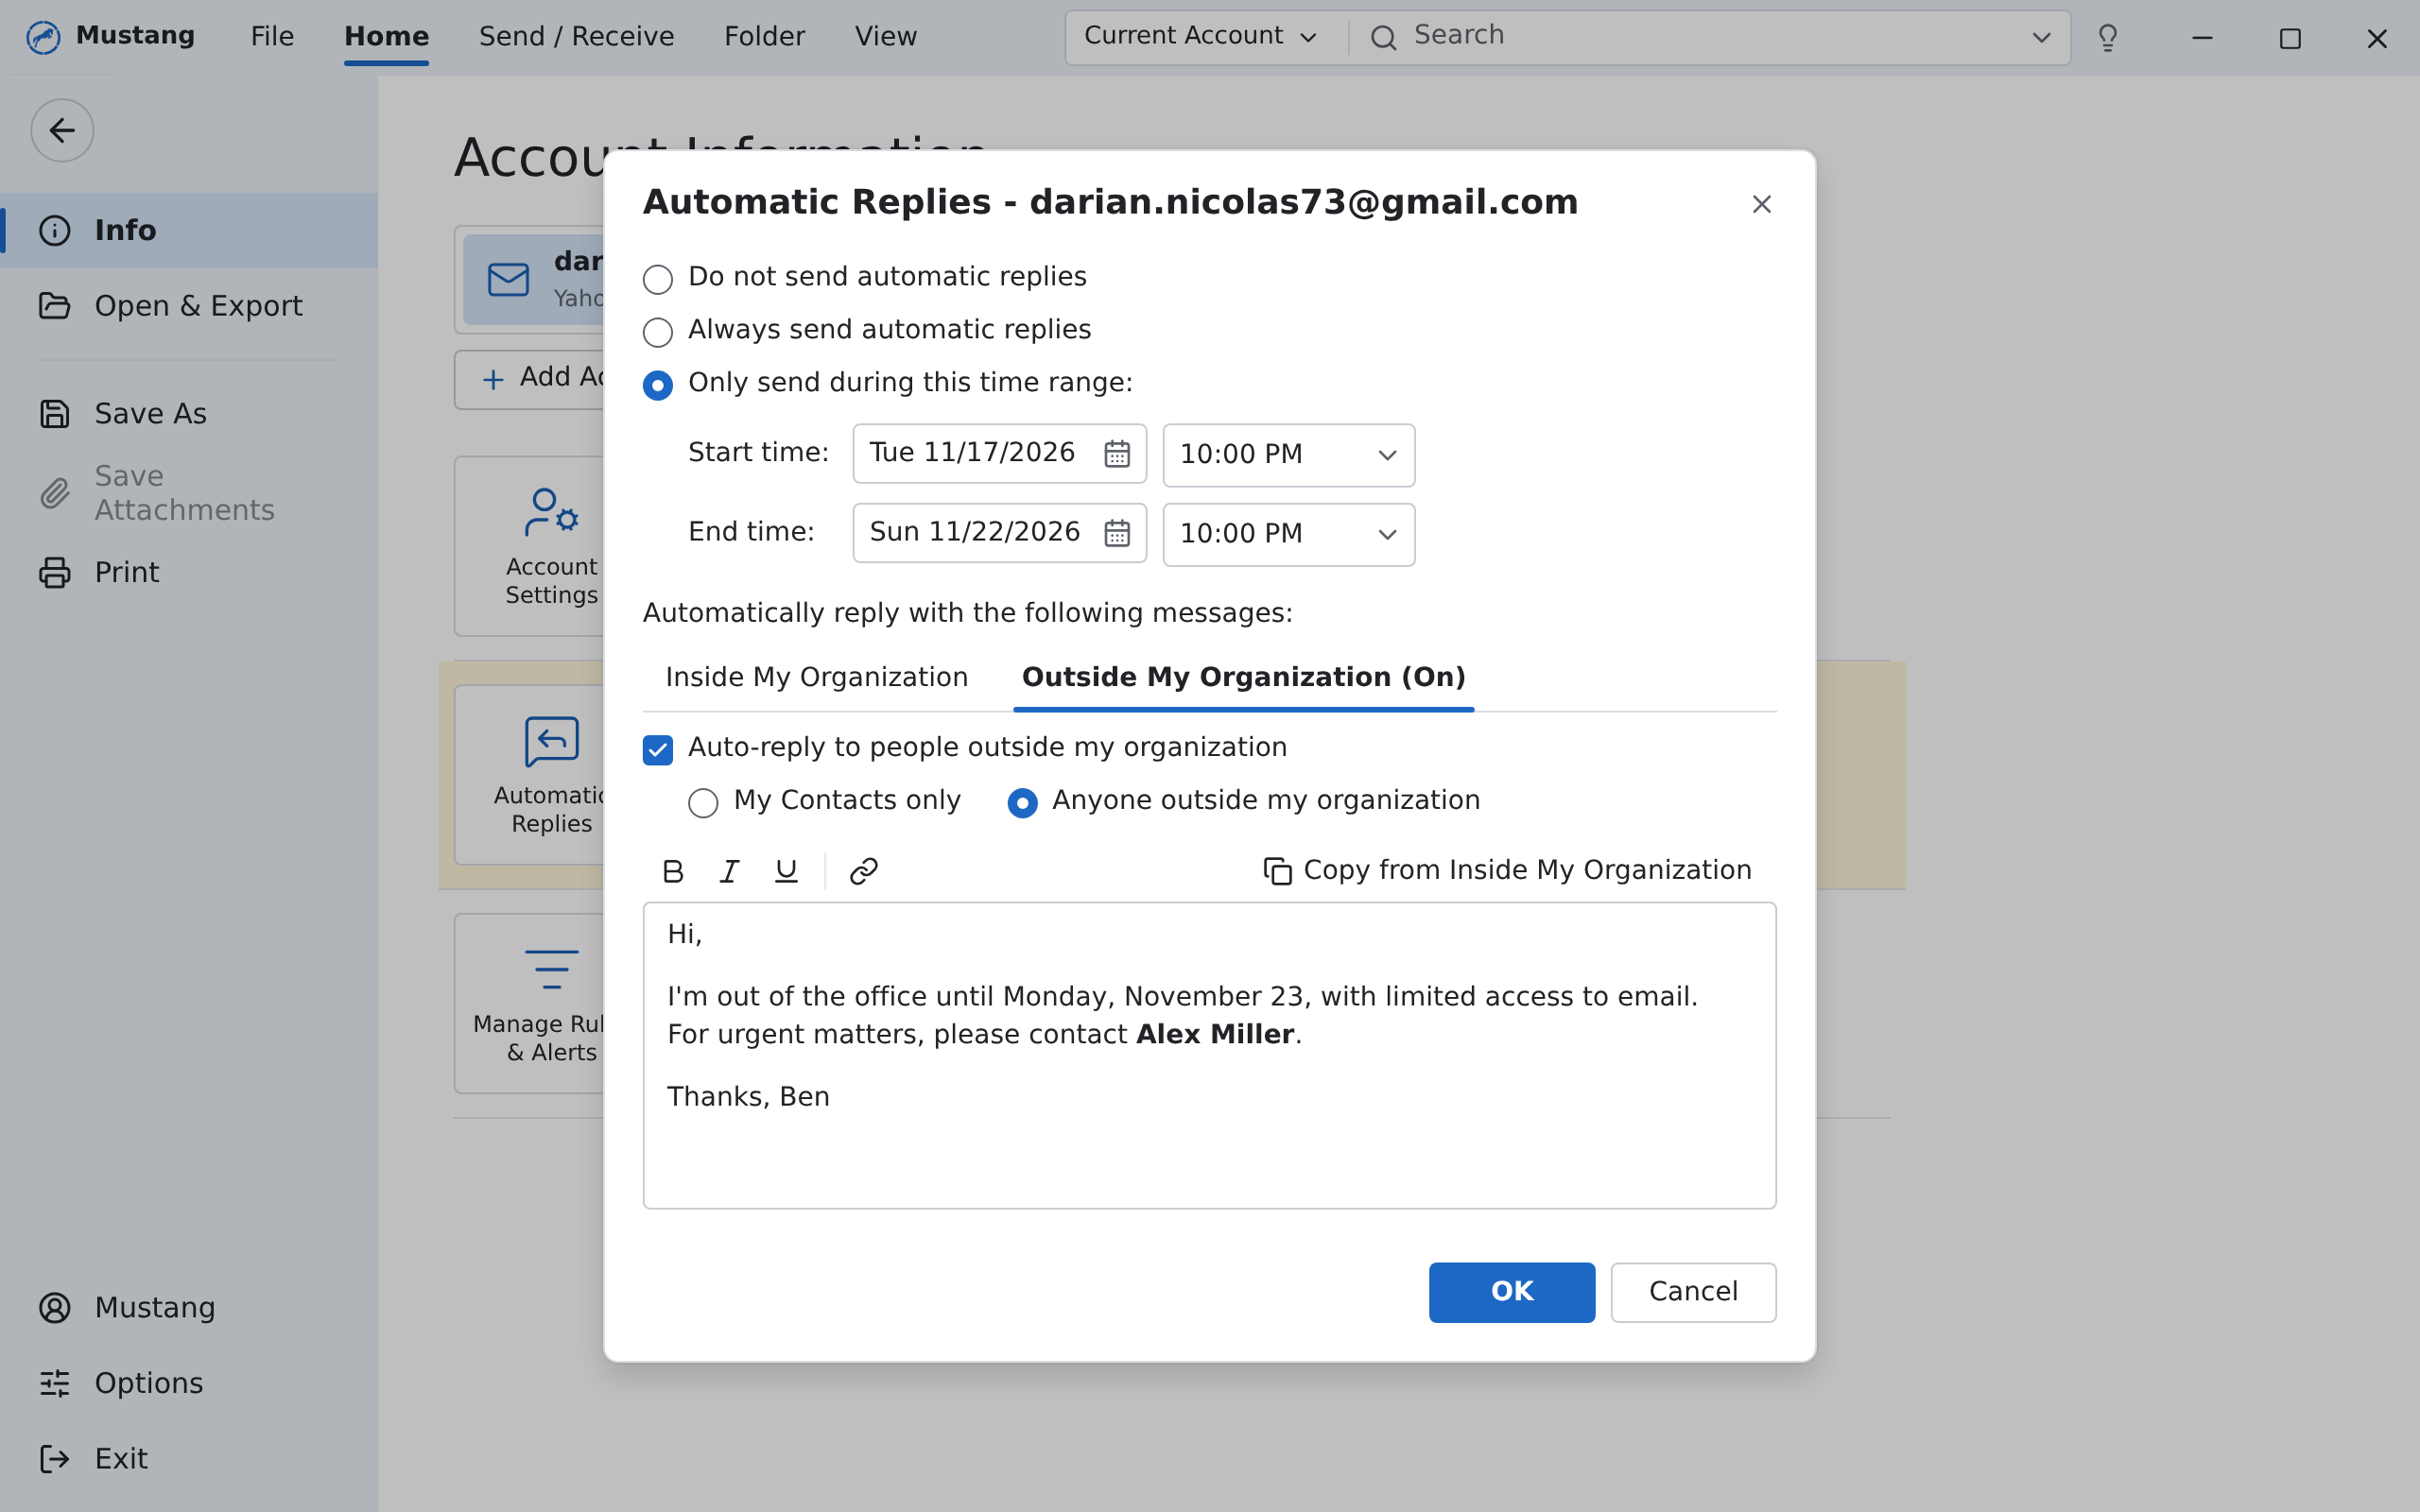 Mustang
File
Home
Send / Receive
Folder
View
Current Account
Search
Info
Open & Export
Save As
Save
Attachments
Print
Mustang
Options
Exit
Account Information
Add
Account
Settings
Automatic
Replies
Manage
& Alerts
Automatic Replies - darian.nicolas73@gmail.com
Do not send automatic replies
Always send automatic replies
Only send during this time range:
Start time:
Tue 11/17/2026
10:00 PM
End time:
Sun 11/22/2026
10:00 PM
Automatically reply with the following messages:
Inside My Organization
Outside My Organization (On)
Auto-reply to people outside my organization
My Contacts only
Anyone outside my organization
Copy from Inside My Organization
Hi,
I'm out of the office until Monday, November 23, with limited access to email.
For urgent matters, please contact Alex Miller.
Thanks, Ben
OK
Cancel